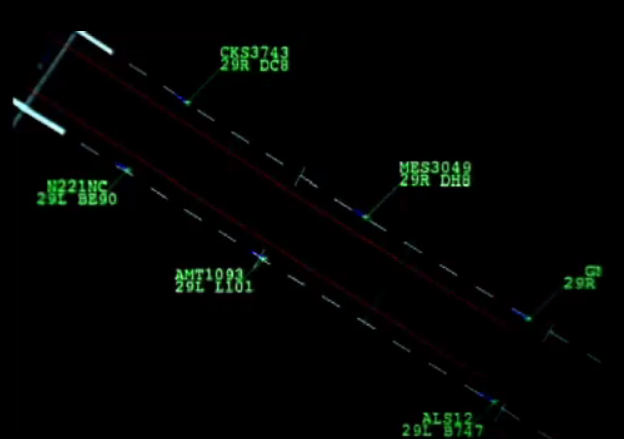 CKS3743
29R DC8
MES3049
29R DH8
N221NC
29L BE90
AMT1093
29L L101
29R
ALS12
29L B747